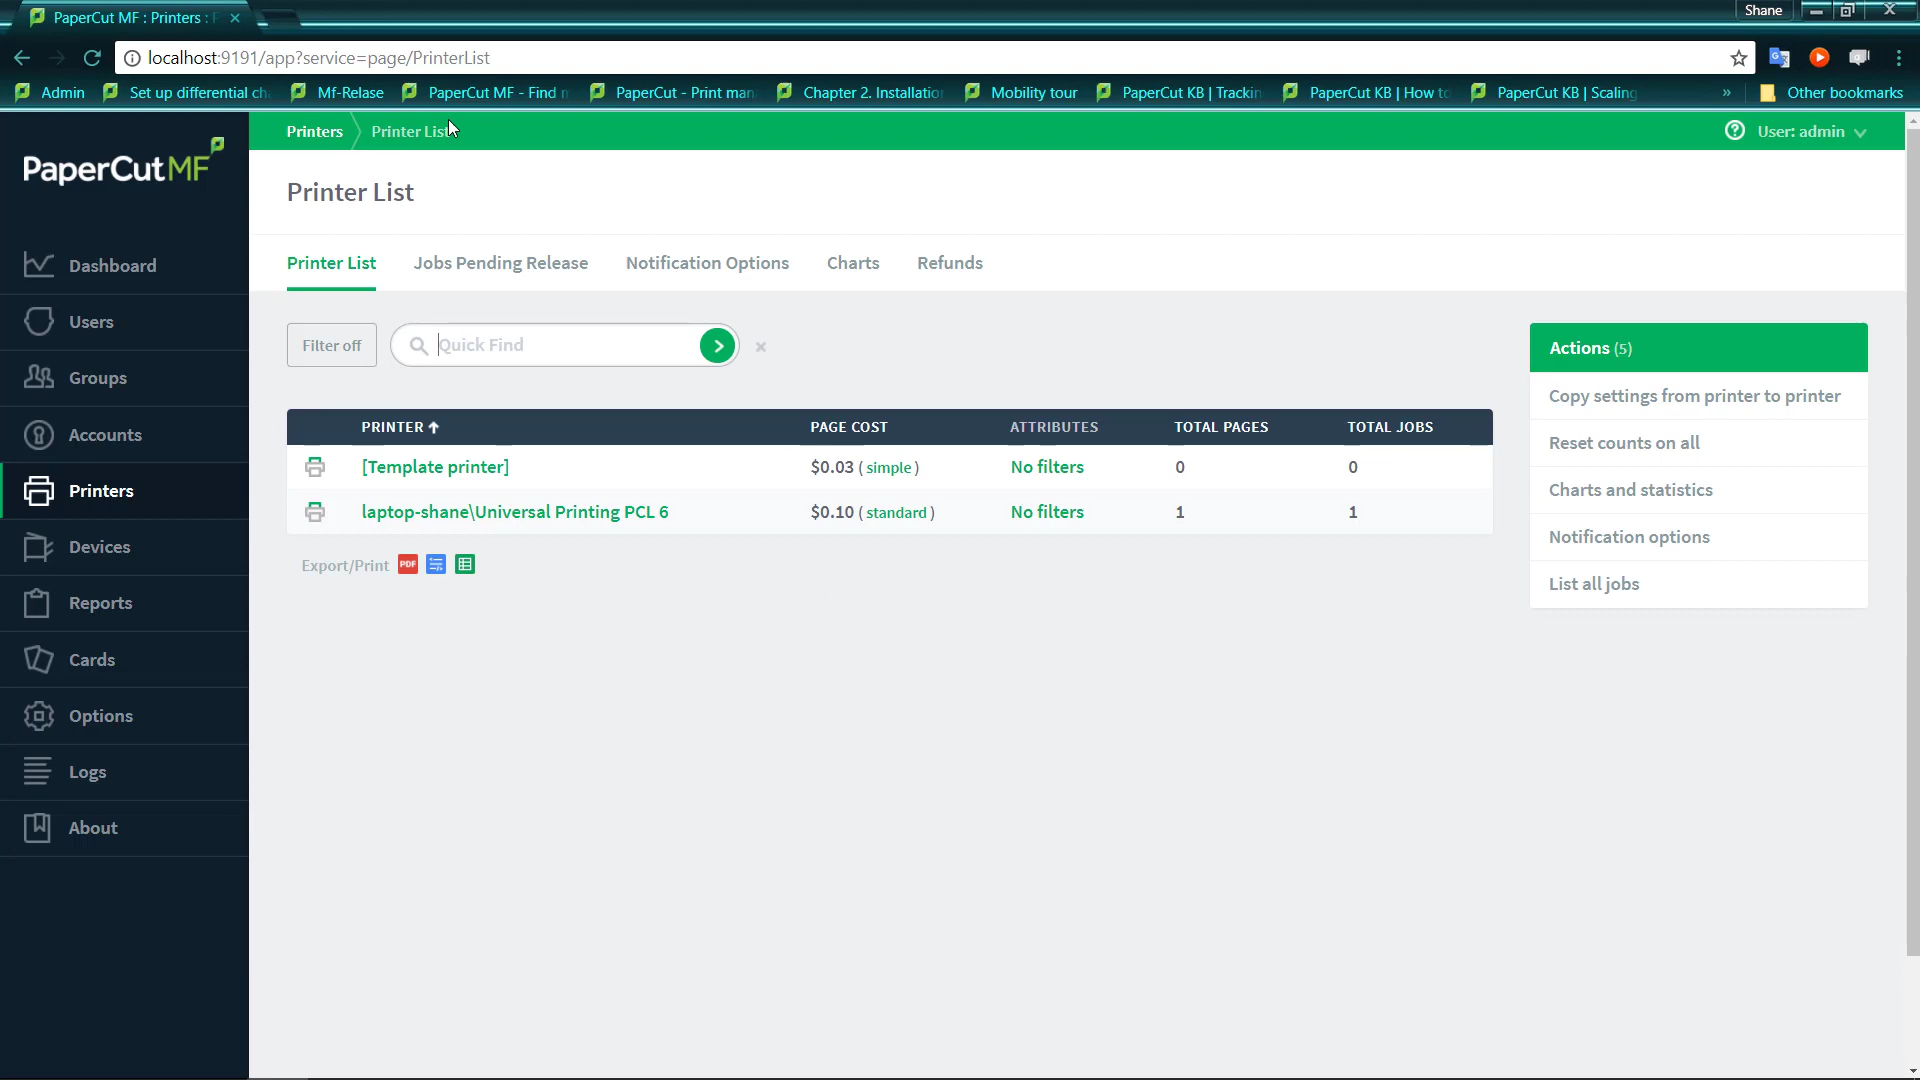 PaperCut MF : Printers :
Shane
localhost:9191/app?service=page/PrinterList
Admin
Set up differential ch
Mf-Relase
PaperCut MF - Find
PaperCut - Print man
Chapter 2. Installatio
Mobility tour
PaperCut KB | Trackin
PaperCut KB | How to
PaperCut KB | Scaling
»
Other bookmarks
PaperCutMF
Printers
Printer List
User: admin
Printer List
Printer List
Jobs Pending Release
Notification Options
Charts
Refunds
Dashboard
Users
Groups
Accounts
Printers
Devices
Reports
Cards
Options
Logs
About
Filter off
Quick Find
PRINTER PAGE COST ATTRIBUTES TOTAL PAGES TOTAL JOBS
[Template printer] $0.03 ( simple ) No filters 0 0
laptop-shane\Universal Printing PCL 6 $0.10 ( standard ) No filters 1 1
Export/Print PDF
Actions (5)
Copy settings from printer to printer
Reset counts on all
Charts and statistics
Notification options
List all jobs